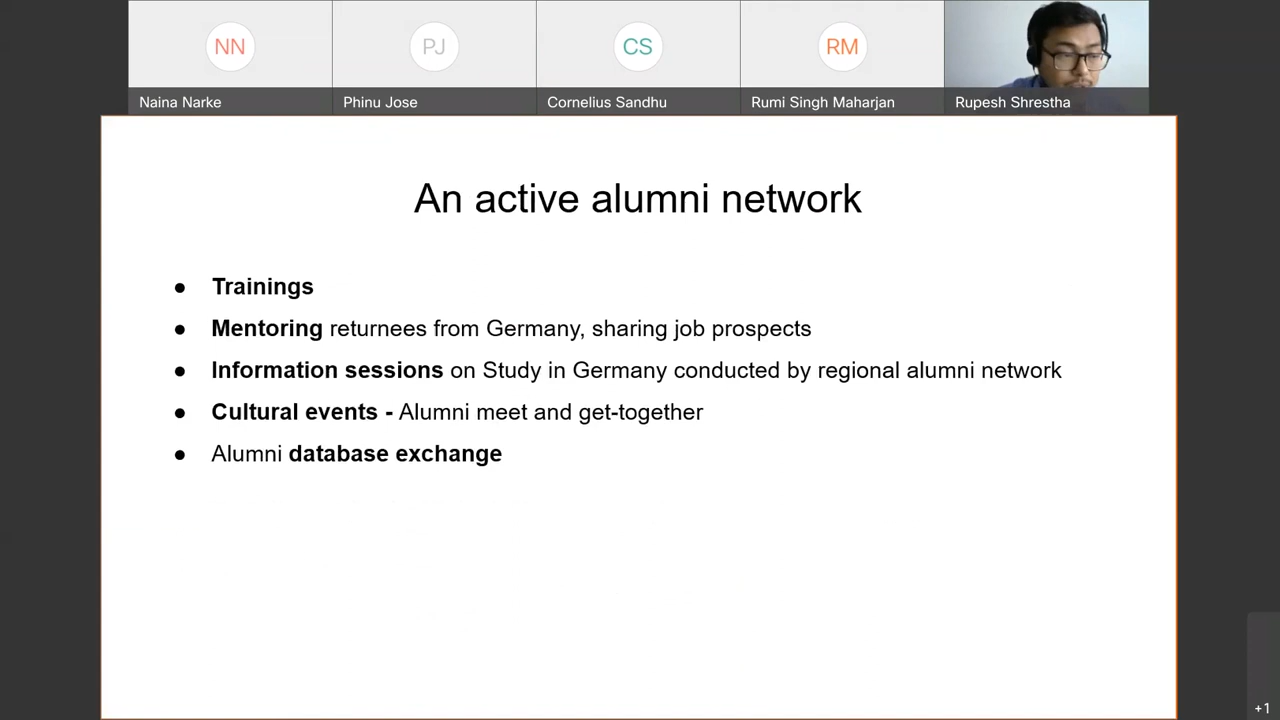 NN
PJ
CS
RM
Naina Narke
Phinu Jose
Cornelius Sandhu
Rumi Singh Maharjan
Rupesh Shrestha
An active alumni network
● Trainings
● Mentoring returnees from Germany, sharing job prospects
● Information sessions on Study in Germany conducted by regional alumni network
● Cultural events - Alumni meet and get-together
● Alumni database exchange
+1